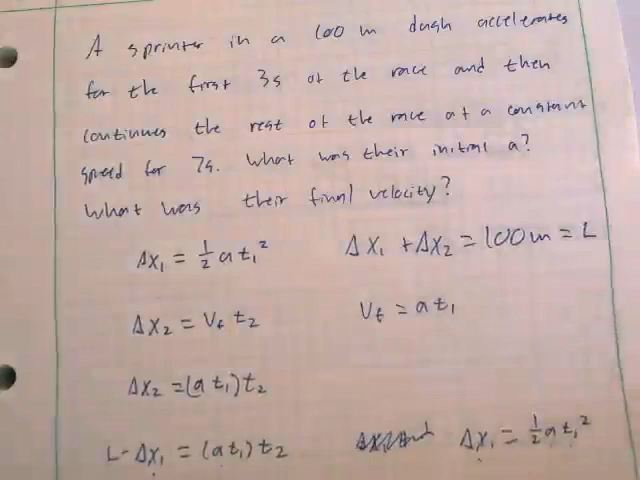 A sprinter in a 100 m dash accelerates
for the first 3s of the race and then
continues the rest of the race at a constant
speed for 7s. What was their initial a?
What was their final velocity?
Δx₁ = ½ a t₁² Δx₁ + Δx₂ = 100m = L
Δx₂ = V_f t₂ V_f = a t₁
Δx₂ = (a t₁) t₂
L - Δx₁ = (a t₁) t₂ Δx₁ = ½ a t₁²